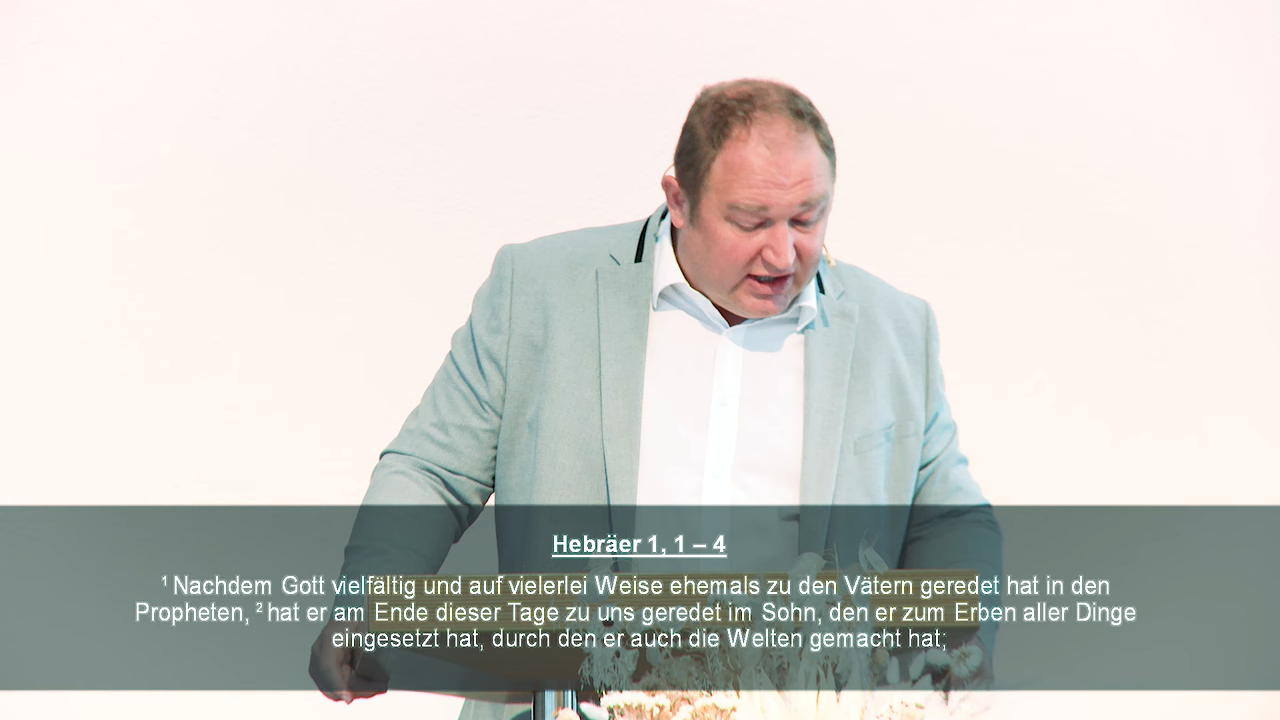 Hebräer 1, 1 – 4
¹ Nachdem Gott vielfältig und auf vielerlei Weise ehemals zu den Vätern geredet hat in den
Propheten, ² hat er am Ende dieser Tage zu uns geredet im Sohn, den er zum Erben aller Dinge
eingesetzt hat, durch den er auch die Welten gemacht hat;